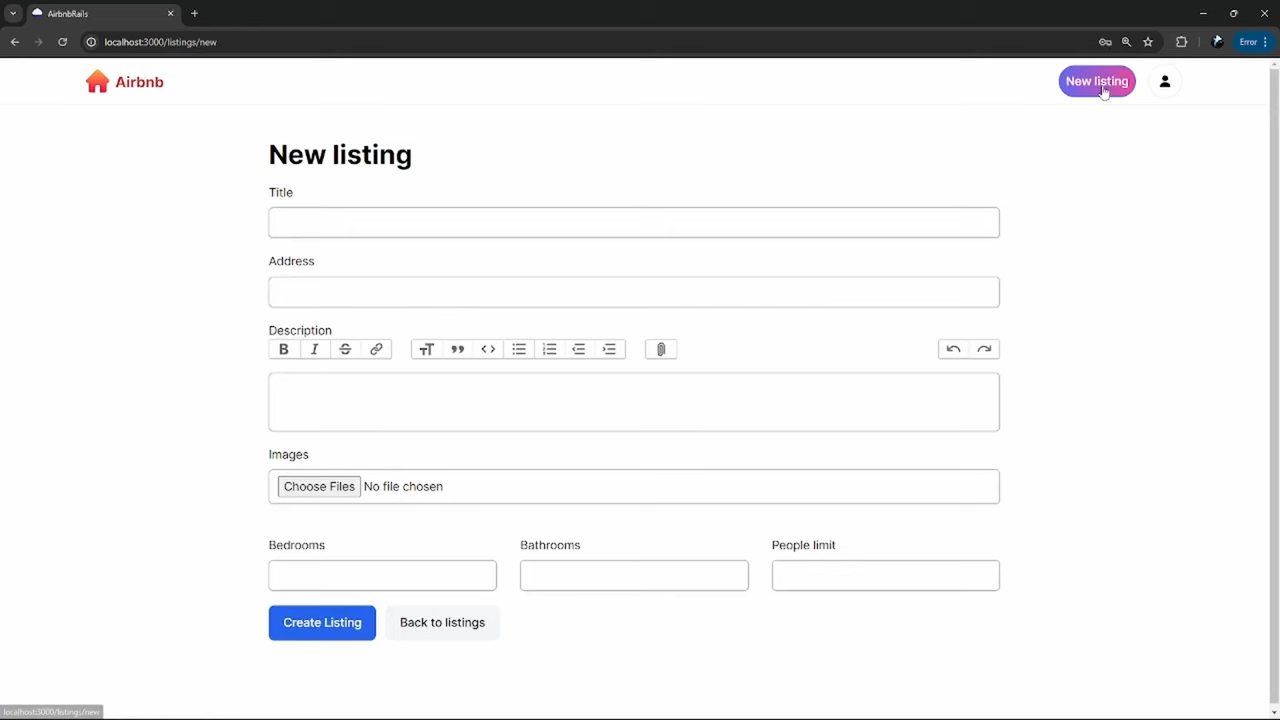 AirbnbRails
localhost:3000/listings/new
Error
Airbnb
New listing
New listing
Title
Address
Description
Images
Choose Files No file chosen
Bedrooms Bathrooms People limit
Create Listing Back to listings
localhost:3000/listings/new